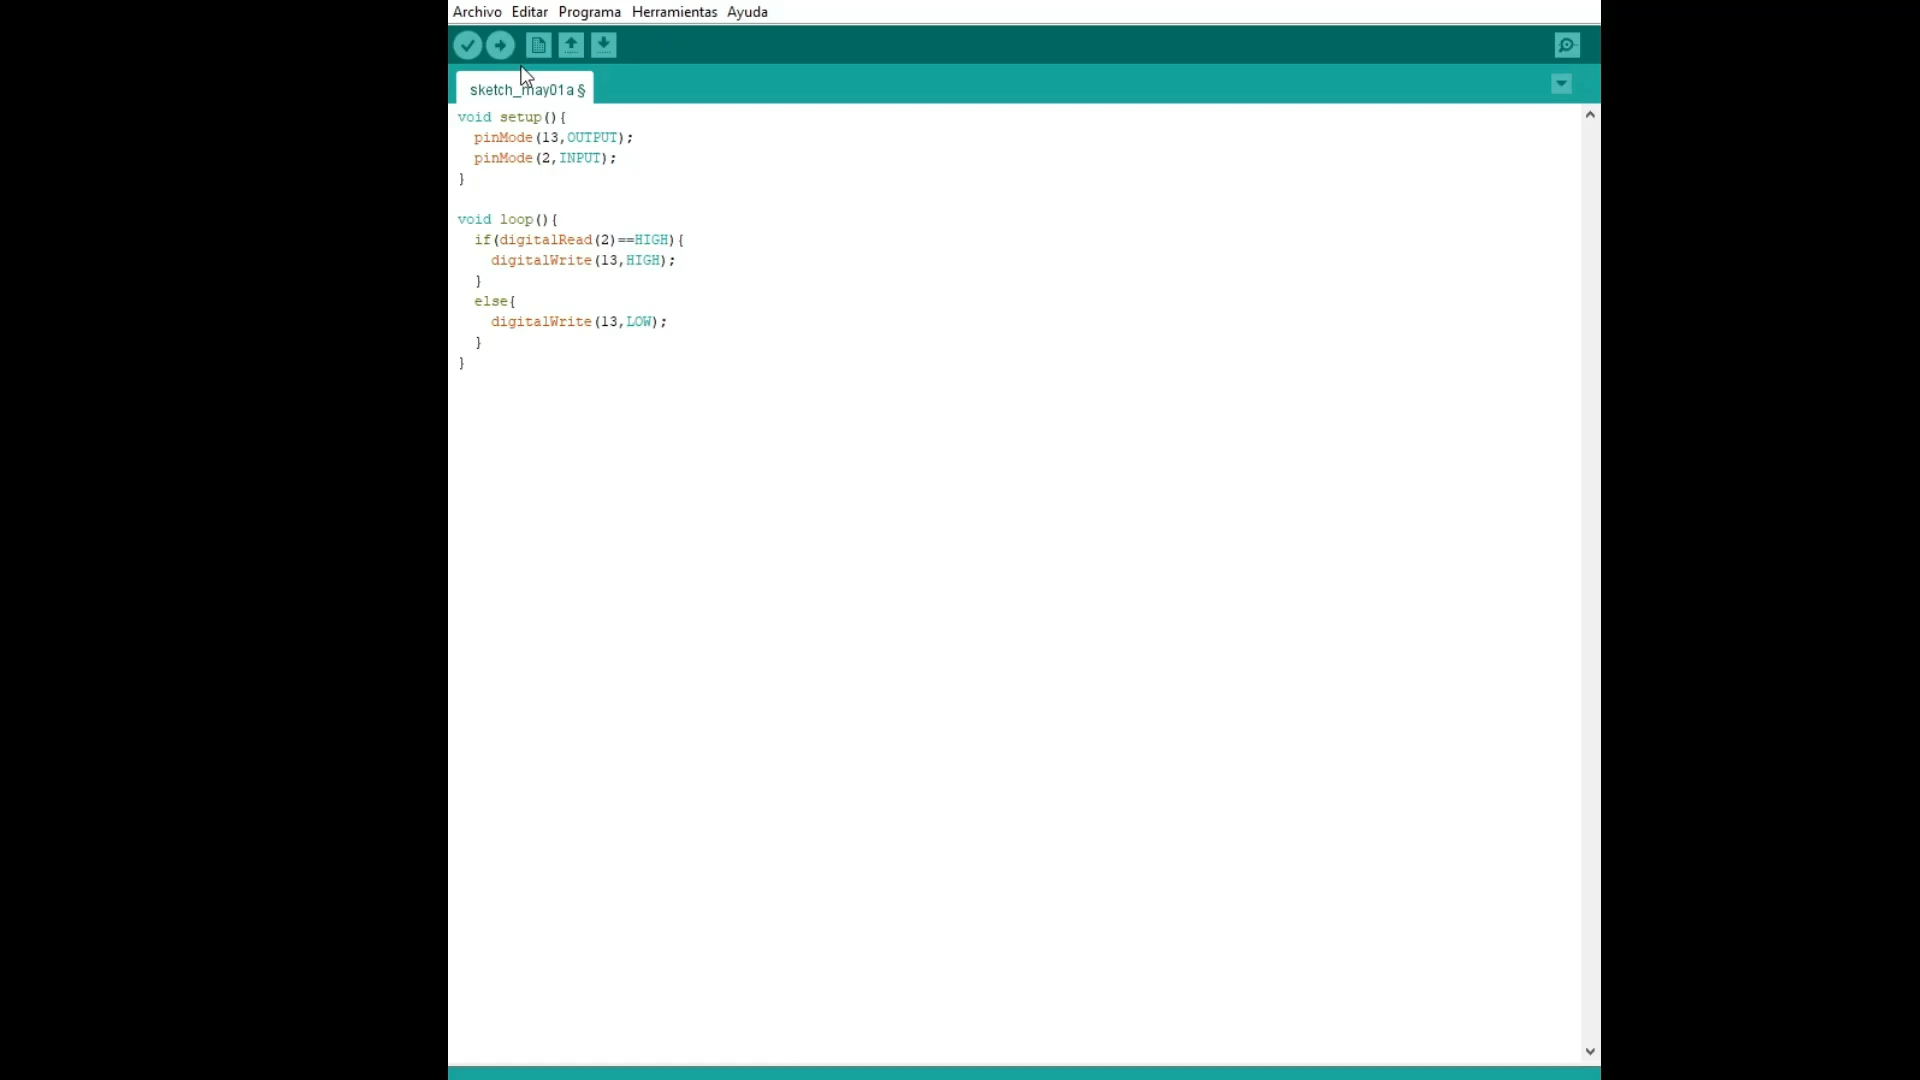 Archivo Editar Programa Herramientas Ayuda
sketch_may01a §
void setup(){
  pinMode(13,OUTPUT);
  pinMode(2,INPUT);
}

void loop(){
  if(digitalRead(2)==HIGH){
    digitalWrite(13,HIGH);
  }
  else{
    digitalWrite(13,LOW);
  }
}